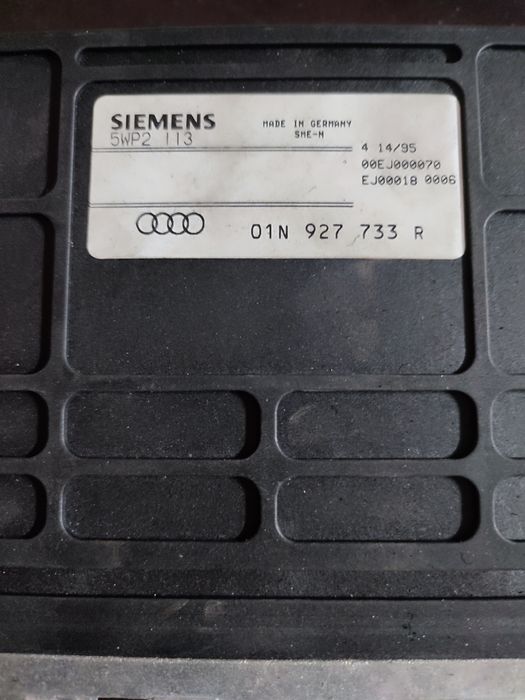 SIEMENS
5WP2 113
MADE IN GERMANY
SME-M
4 14/95
00EJ000070
EJ00018 0006
01N 927 733 R